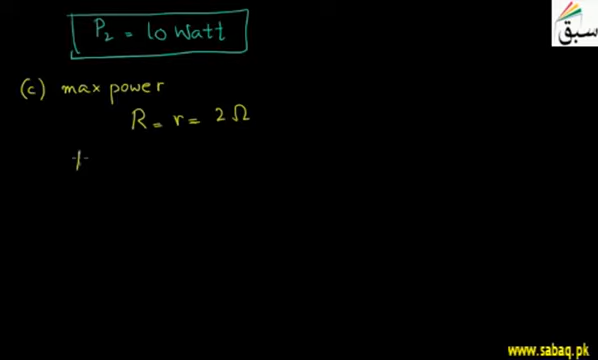 سبق
P₂ = 10 Watt
(c) max power
R = r = 2 Ω
www.sabaq.pk